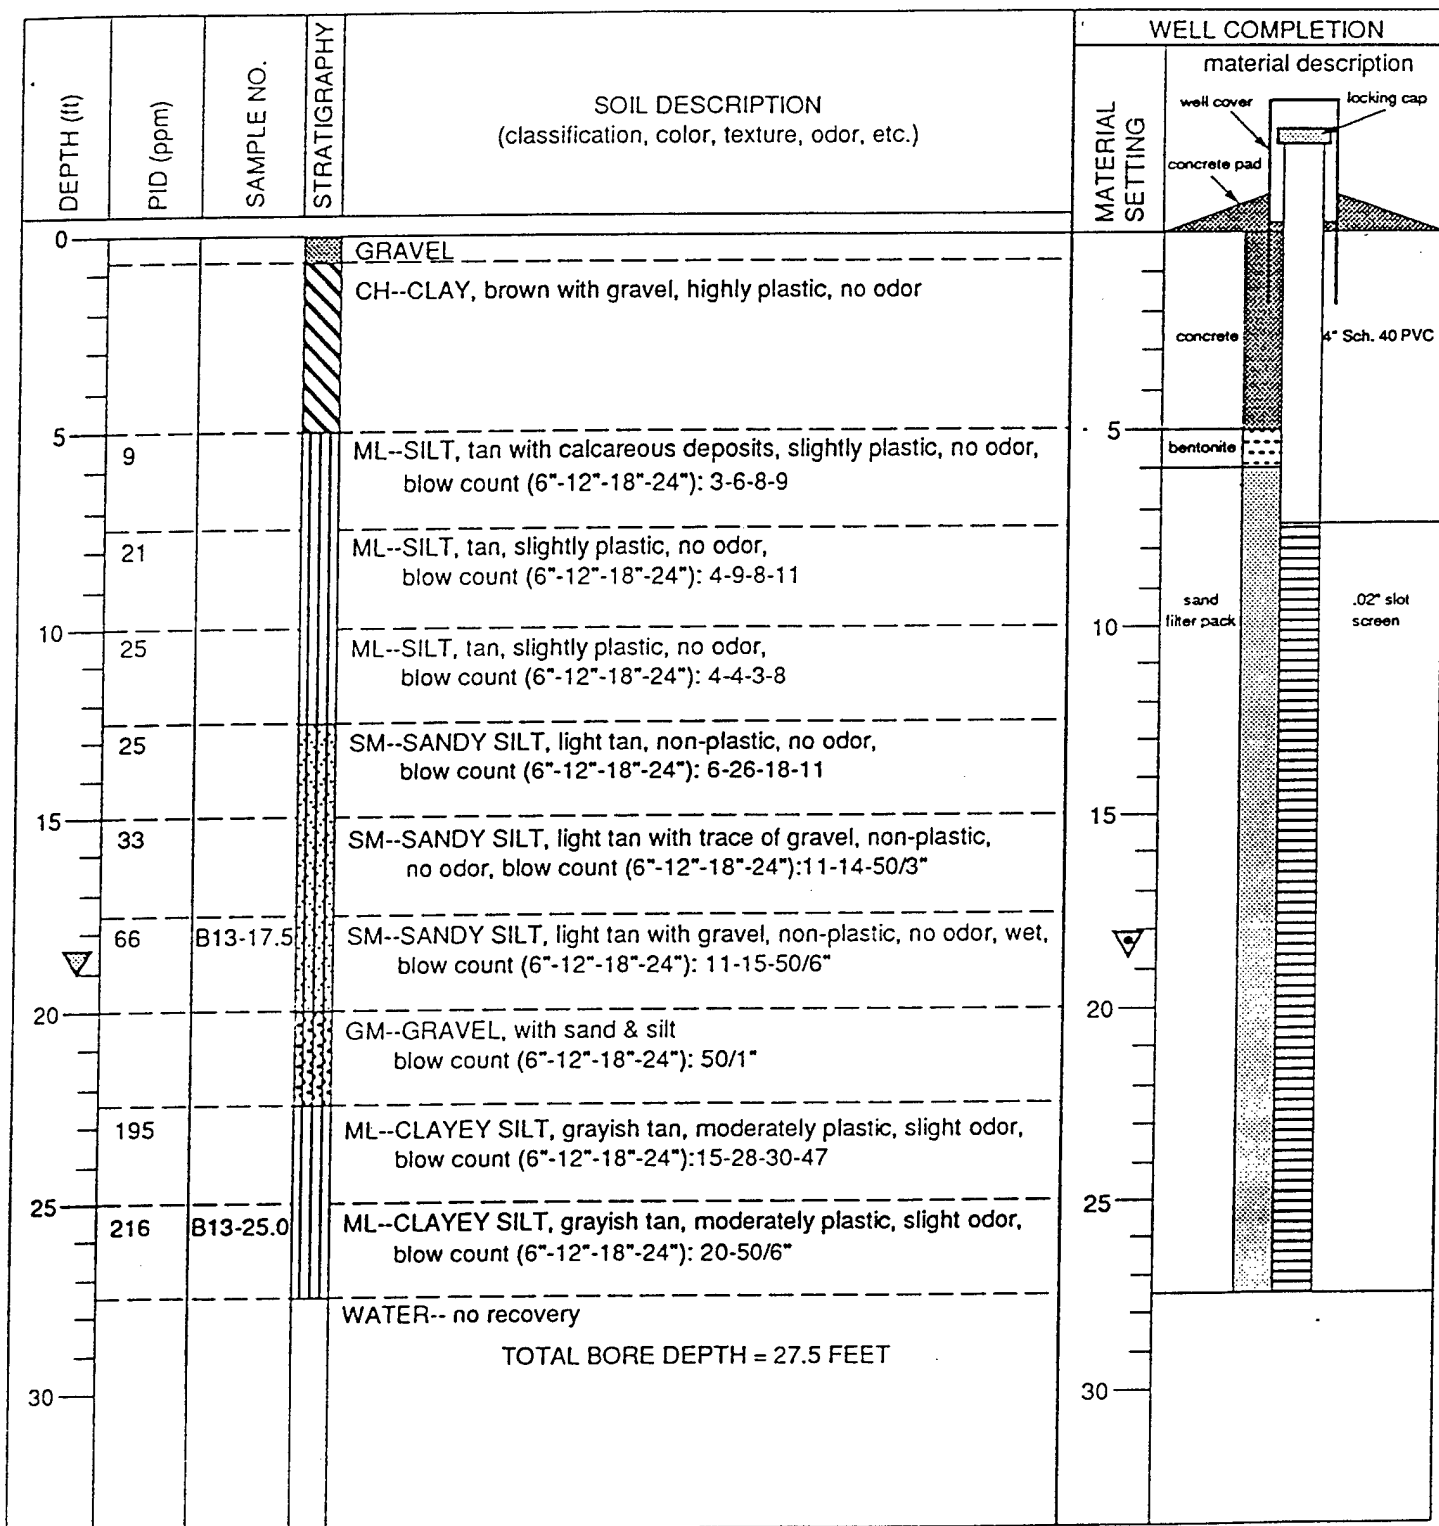 WELL COMPLETION
DEPTH (ft)
PID (ppm)
SAMPLE NO.
STRATIGRAPHY
SOIL DESCRIPTION
(classification, color, texture, odor, etc.)
MATERIAL
SETTING
material description
well cover
locking cap
concrete pad
0
GRAVEL
CH--CLAY, brown with gravel, highly plastic, no odor
concrete
4" Sch. 40 PVC
5
9
ML--SILT, tan with calcareous deposits, slightly plastic, no odor,
blow count (6"-12"-18"-24"): 3-6-8-9
5
bentonite
21
ML--SILT, tan, slightly plastic, no odor,
blow count (6"-12"-18"-24"): 4-9-8-11
sand
filter pack
.02" slot
screen
10
25
ML--SILT, tan, slightly plastic, no odor,
blow count (6"-12"-18"-24"): 4-4-3-8
10
25
SM--SANDY SILT, light tan, non-plastic, no odor,
blow count (6"-12"-18"-24"): 6-26-18-11
15
33
SM--SANDY SILT, light tan with trace of gravel, non-plastic,
no odor, blow count (6"-12"-18"-24"):11-14-50/3"
15
66
B13-17.5
SM--SANDY SILT, light tan with gravel, non-plastic, no odor, wet,
blow count (6"-12"-18"-24"): 11-15-50/6"
20
GM--GRAVEL, with sand & silt
blow count (6"-12"-18"-24"): 50/1"
20
195
ML--CLAYEY SILT, grayish tan, moderately plastic, slight odor,
blow count (6"-12"-18"-24"):15-28-30-47
25
216
B13-25.0
ML--CLAYEY SILT, grayish tan, moderately plastic, slight odor,
blow count (6"-12"-18"-24"): 20-50/6"
25
WATER-- no recovery
TOTAL BORE DEPTH = 27.5 FEET
30
30